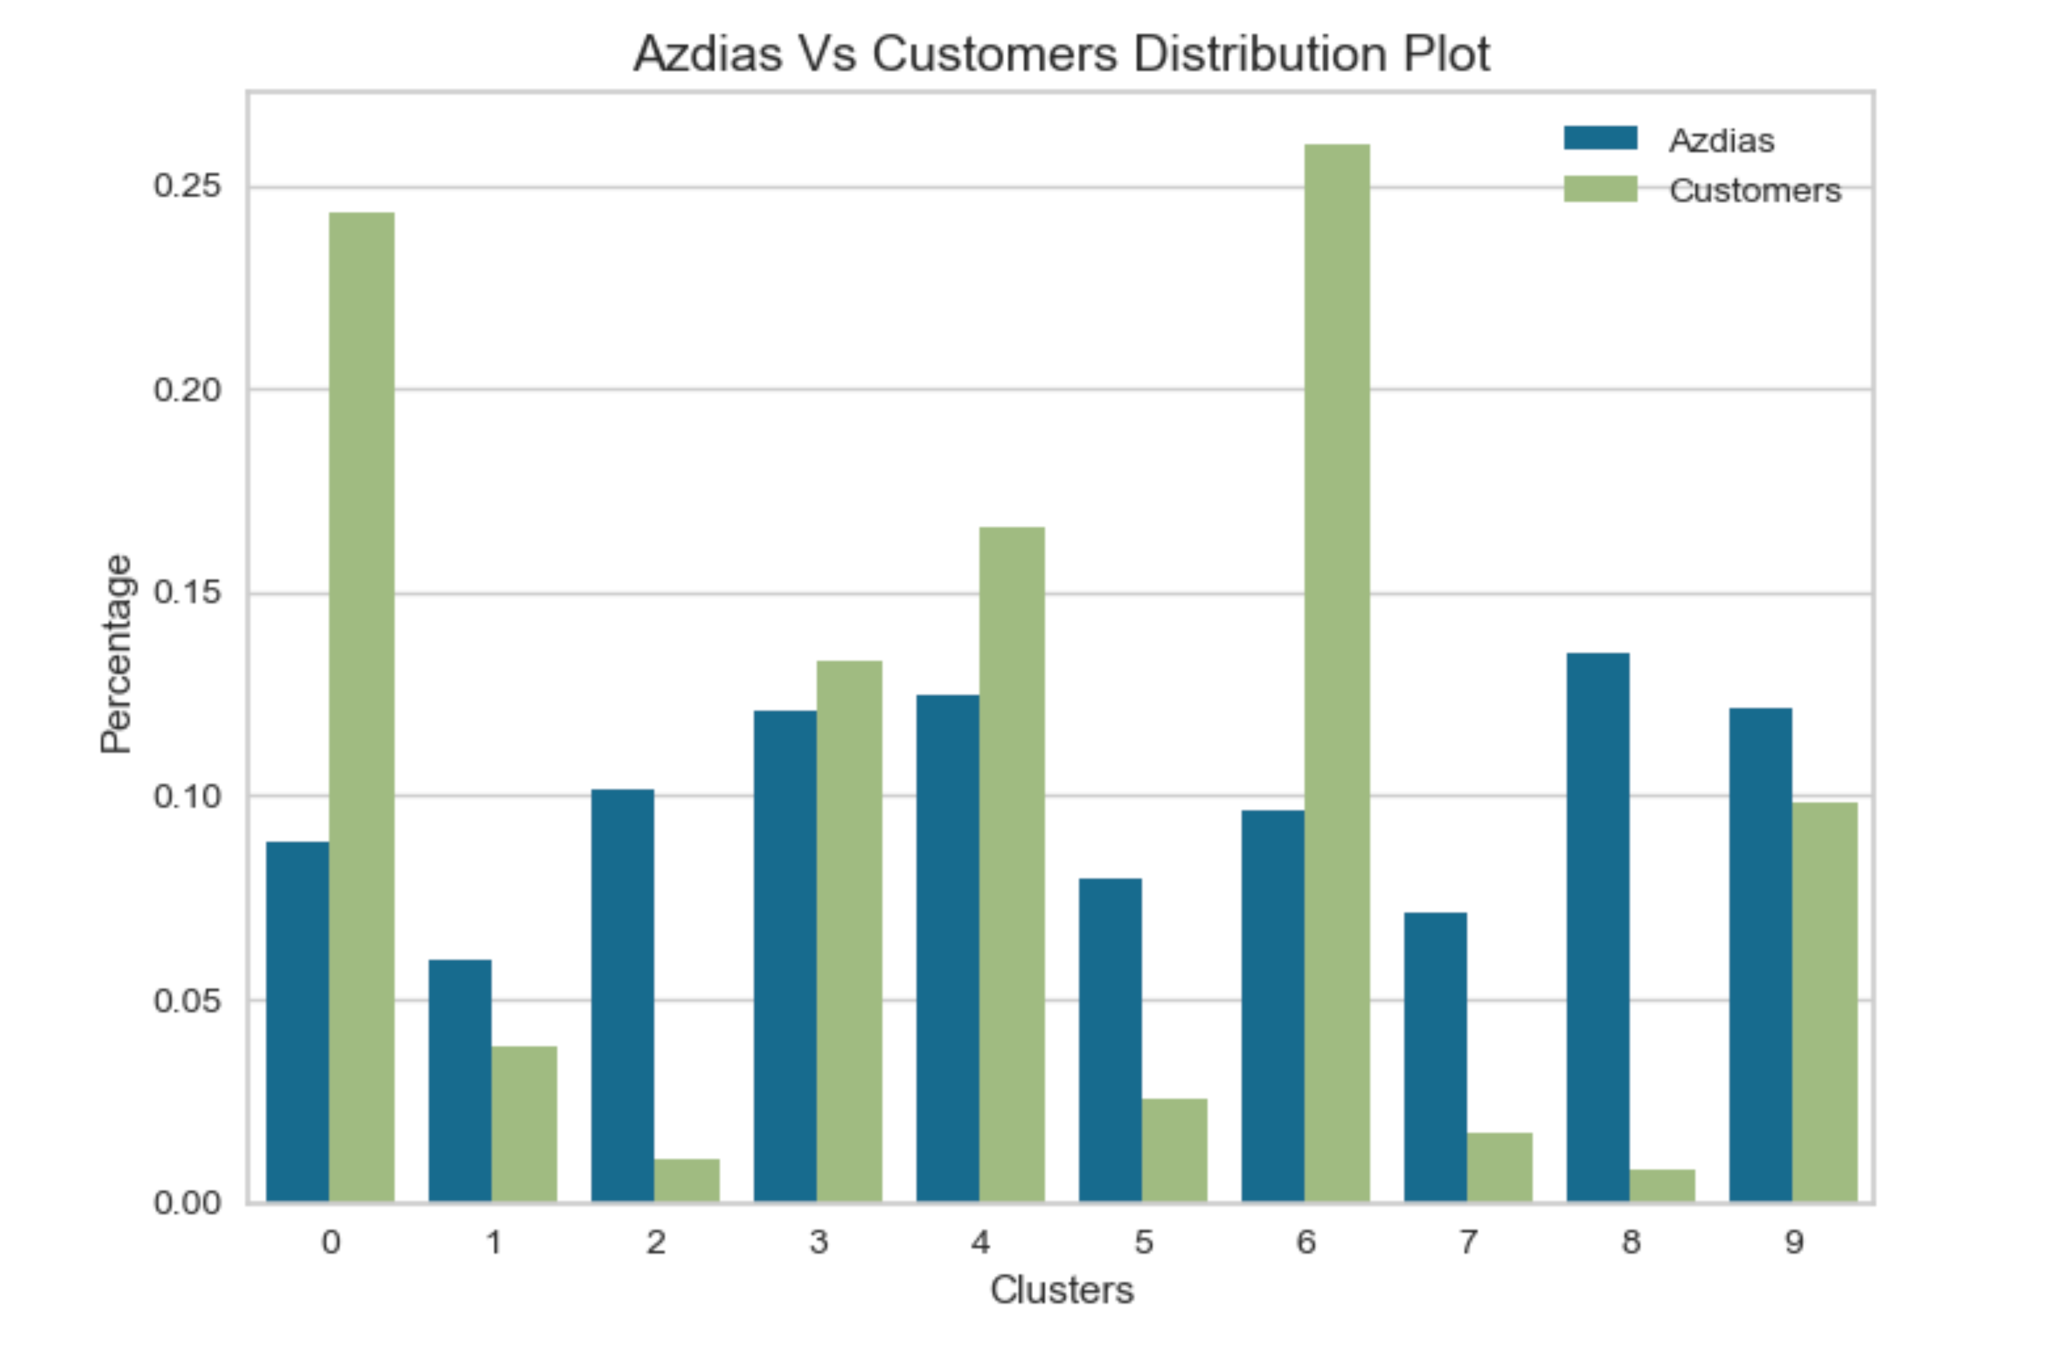 Azdias Vs Customers Distribution Plot
Azdias
Customers
Percentage
0.25
0.20
0.15
0.10
0.05
0.00
0 1 2 3 4 5 6 7 8 9
Clusters